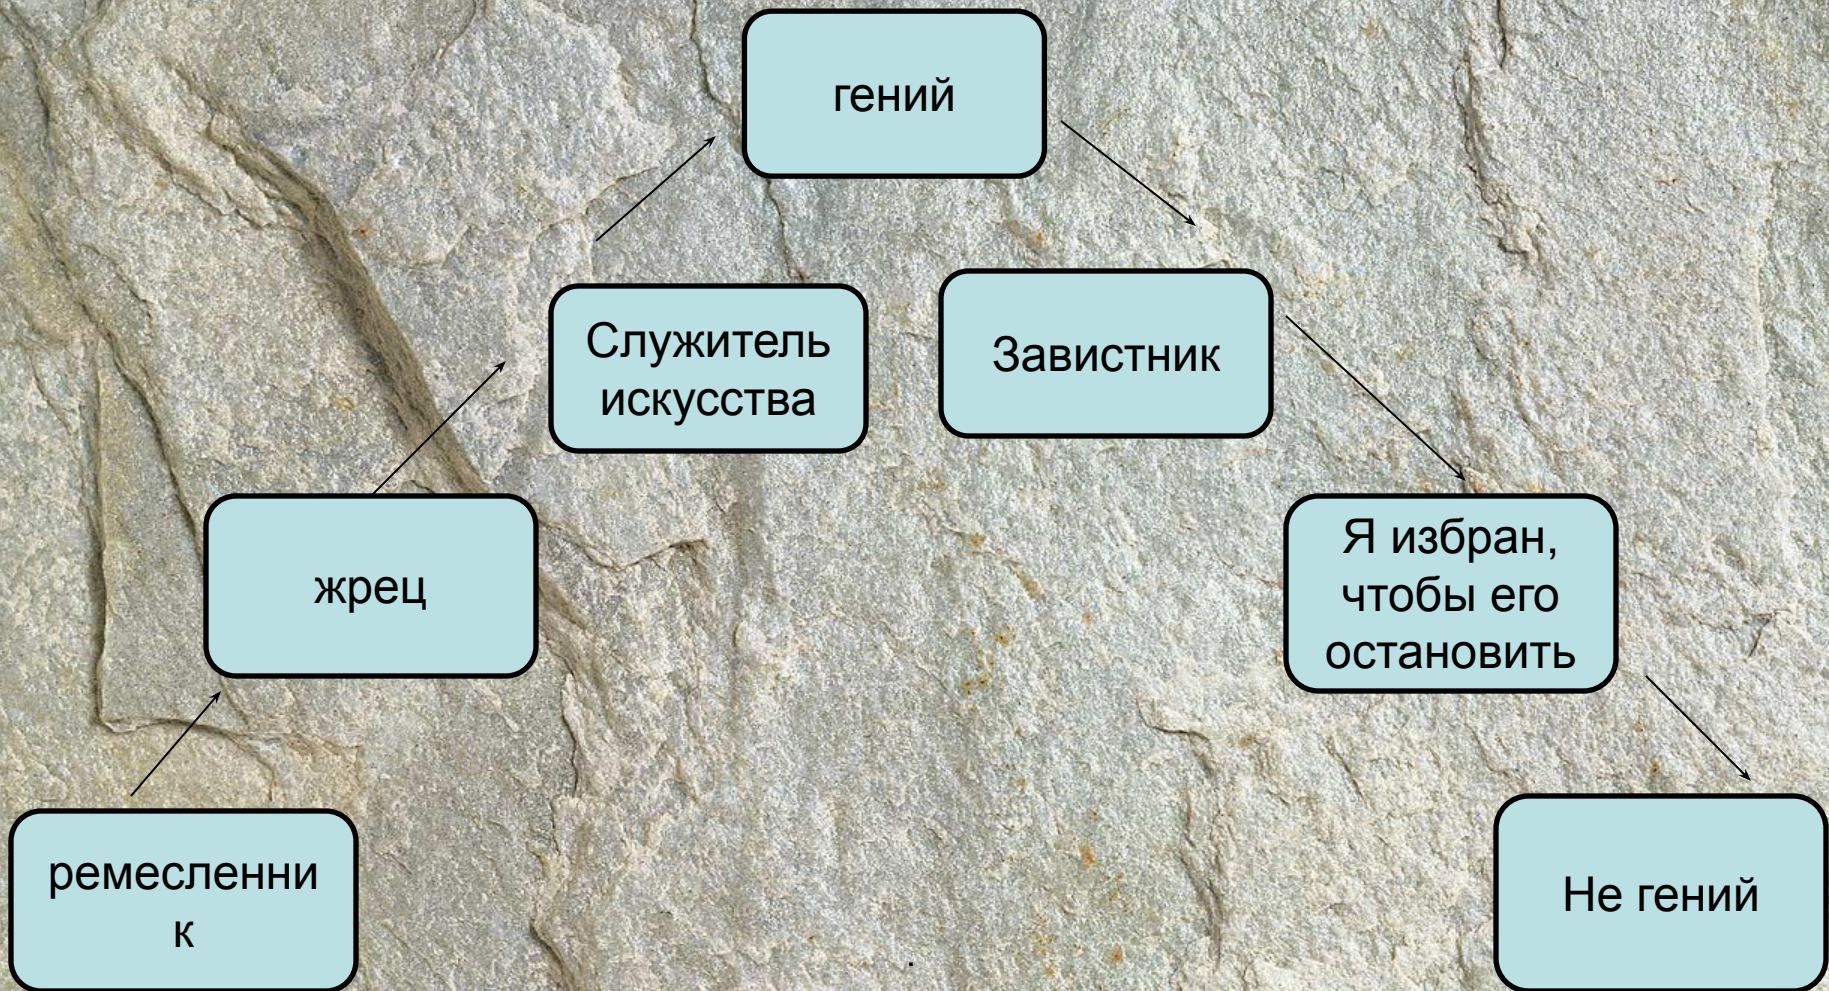 гений
Служитель
искусства
Завистник
жрец
Я избран,
чтобы его
остановить
ремесленни
к
Не гений
.